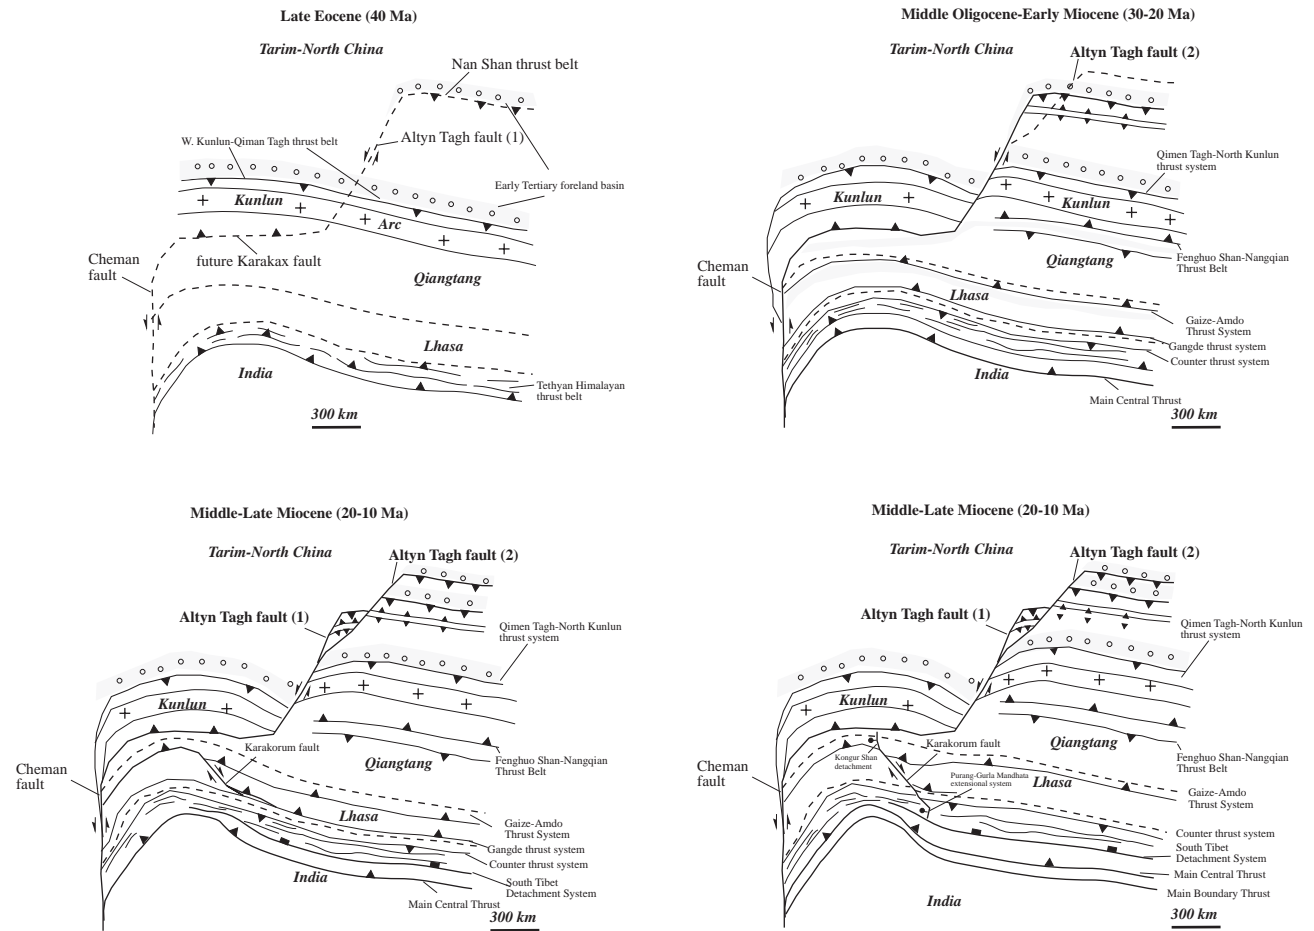 Late Eocene (40 Ma)
Tarim-North China
Nan Shan thrust belt
W. Kunlun-Qiman Tagh thrust belt
Altyn Tagh fault (1)
Early Tertiary foreland basin
Kunlun
Arc
Cheman
fault
future Karakax fault
Qiangtang
Lhasa
India
Tethyan Himalayan
thrust belt
300 km
Middle Oligocene-Early Miocene (30-20 Ma)
Tarim-North China
Altyn Tagh fault (2)
Qimen Tagh-North Kunlun
thrust system
Kunlun
Kunlun
Cheman
fault
Qiangtang
Fenghuo Shan-Nangqian
Thrust Belt
Lhasa
Gaize-Amdo
Thrust System
Gangde thrust system
Counter thrust system
India
Main Central Thrust
300 km
Middle-Late Miocene (20-10 Ma)
Tarim-North China
Altyn Tagh fault (2)
Altyn Tagh fault (1)
Qimen Tagh-North Kunlun
thrust system
Kunlun
Karakorum fault
Cheman
fault
Qiangtang
Fenghuo Shan-Nangqian
Thrust Belt
Lhasa
Gaize-Amdo
Thrust System
Gangde thrust system
Counter thrust system
India
South Tibet
Detachment System
Main Central Thrust
300 km
Middle-Late Miocene (20-10 Ma)
Tarim-North China
Altyn Tagh fault (2)
Altyn Tagh fault (1)
Qimen Tagh-North Kunlun
thrust system
Kunlun
Karakorum fault
Kongur Shan
detachment
Qiangtang
Fenghuo Shan-Nangqian
Thrust Belt
Cheman
fault
Purang-Gurla Mandhata
extensional system
Lhasa
Gaize-Amdo
Thrust System
Counter thrust system
South Tibet
Detachment System
Main Central Thrust
Main Boundary Thrust
India
300 km